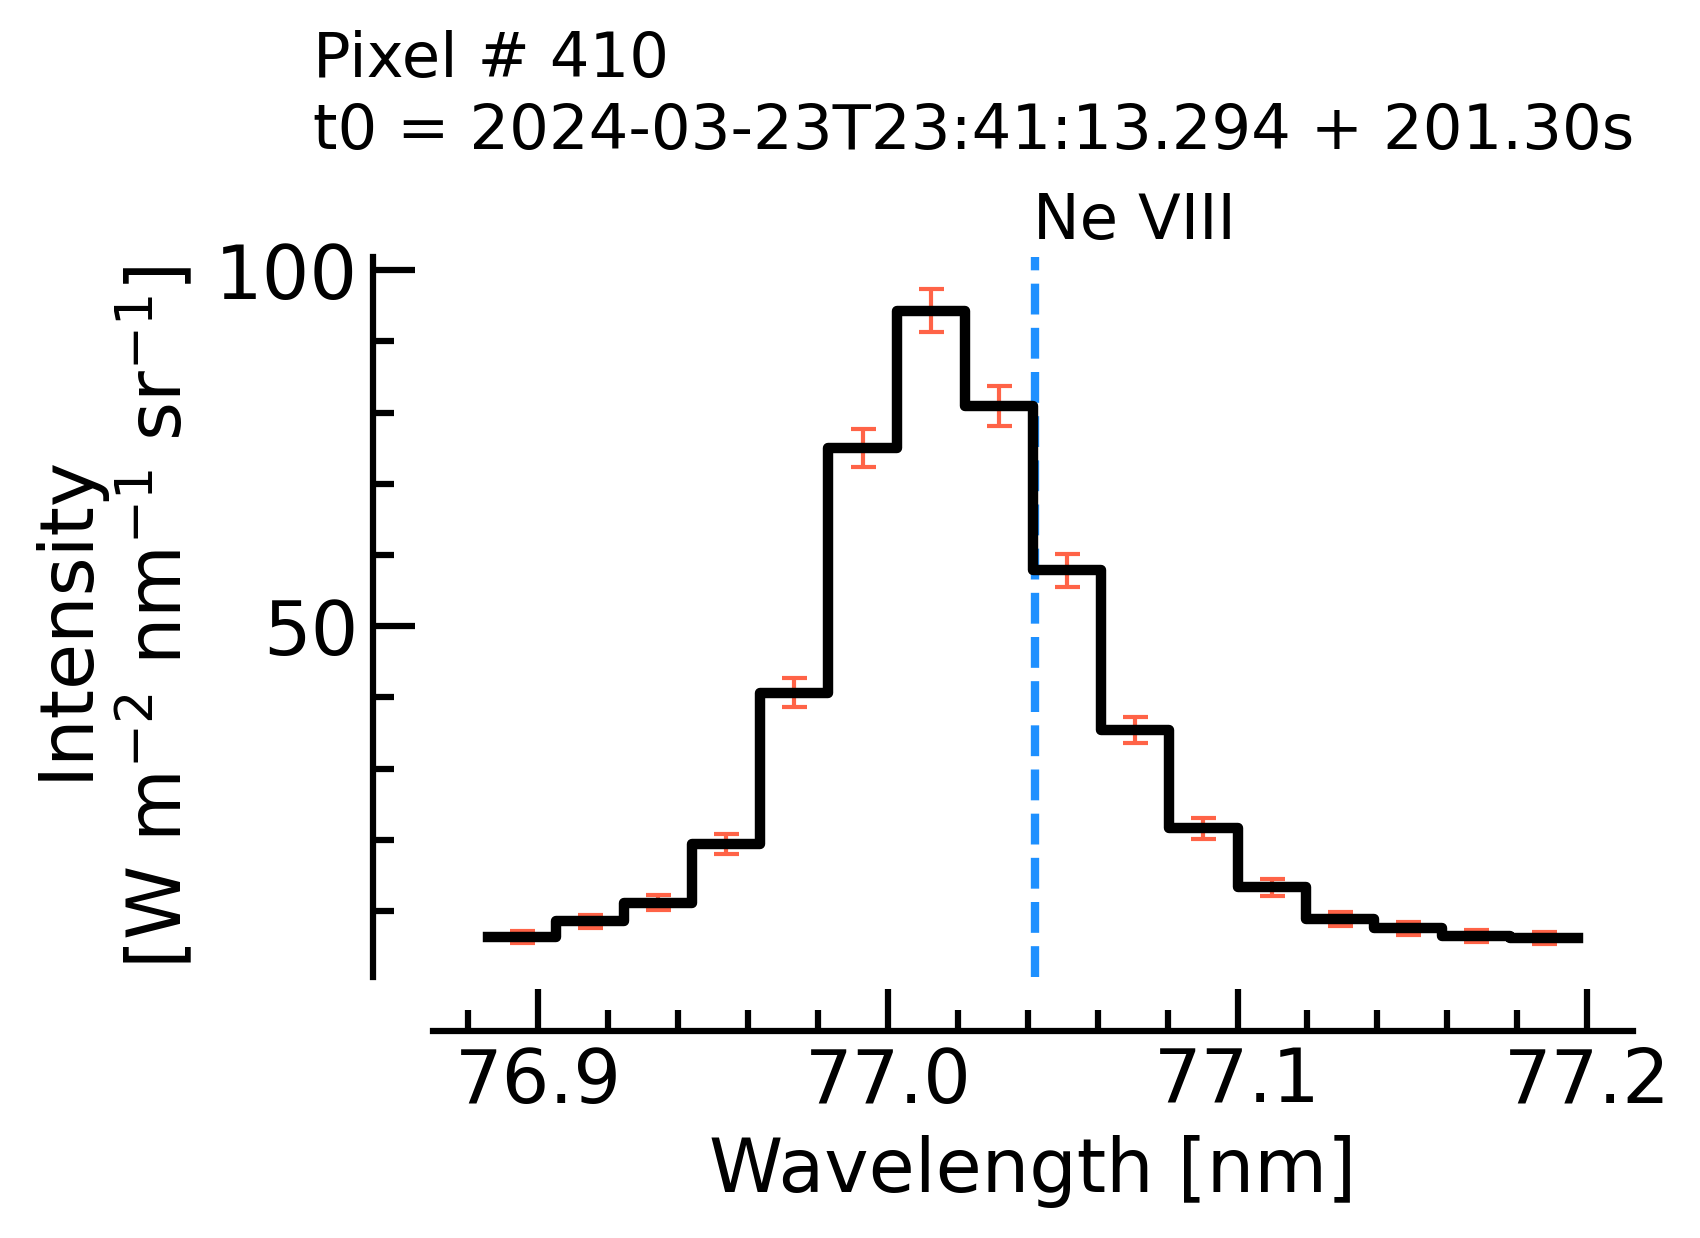 Pixel # 410
t0 = 2024-03-23T23:41:13.294 + 201.30s
Ne VIII
Intensity
[W m⁻² nm⁻¹ sr⁻¹]
100
50
76.9 77.0 77.1 77.2
Wavelength [nm]